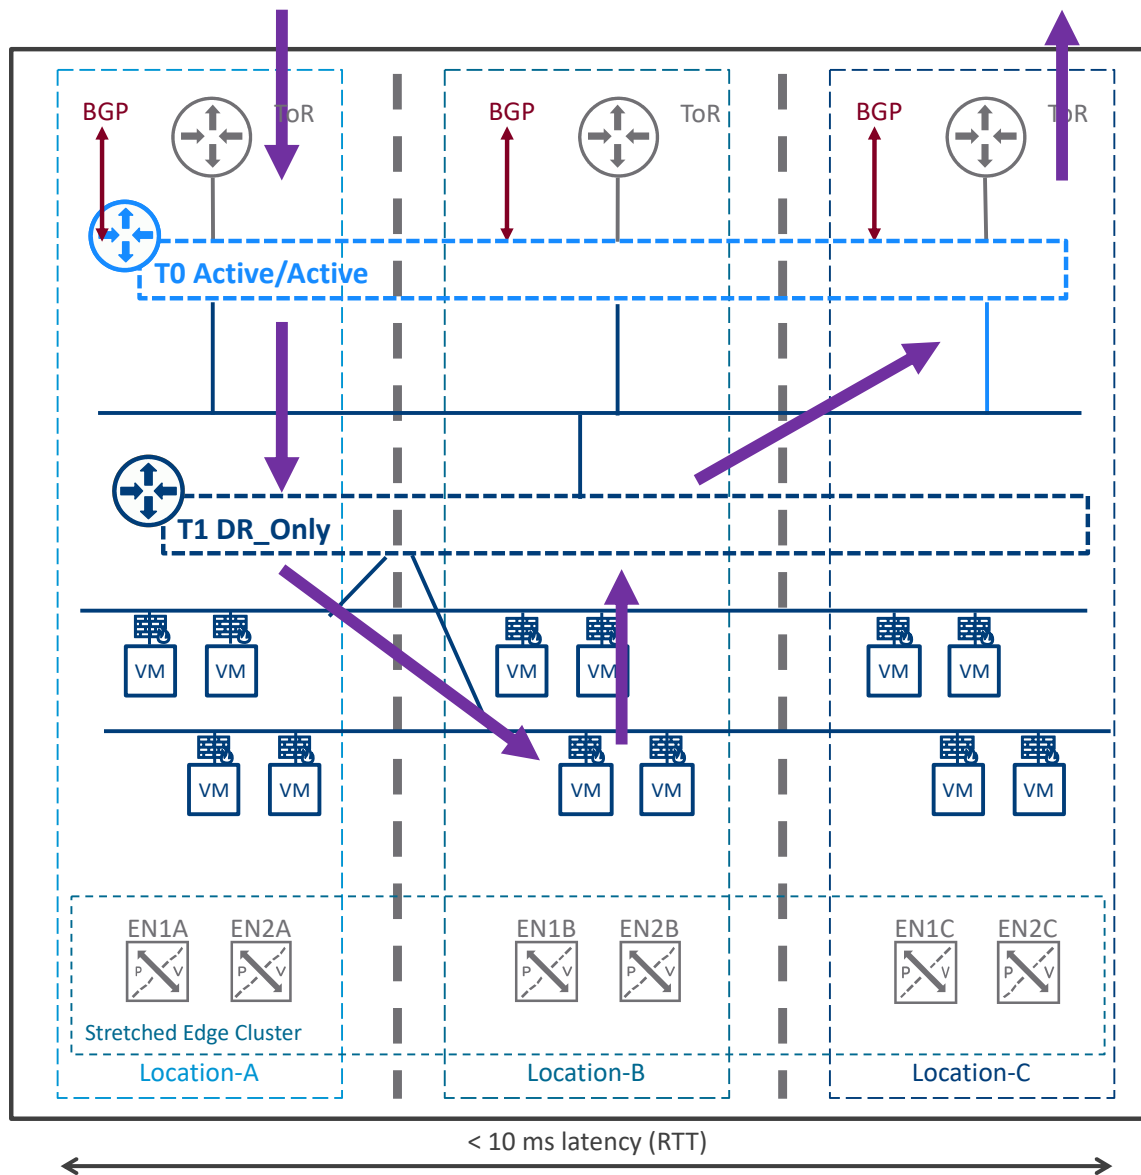 BGP
ToR
BGP
ToR
BGP
ToR
T0 Active/Active
T1 DR_Only
VM
VM
VM
VM
VM
VM
VM
VM
VM
VM
VM
VM
EN1A
EN2A
EN1B
EN2B
EN1C
EN2C
P V
P V
P V
P V
P V
P V
Stretched Edge Cluster
Location-A
Location-B
Location-C
< 10 ms latency (RTT)